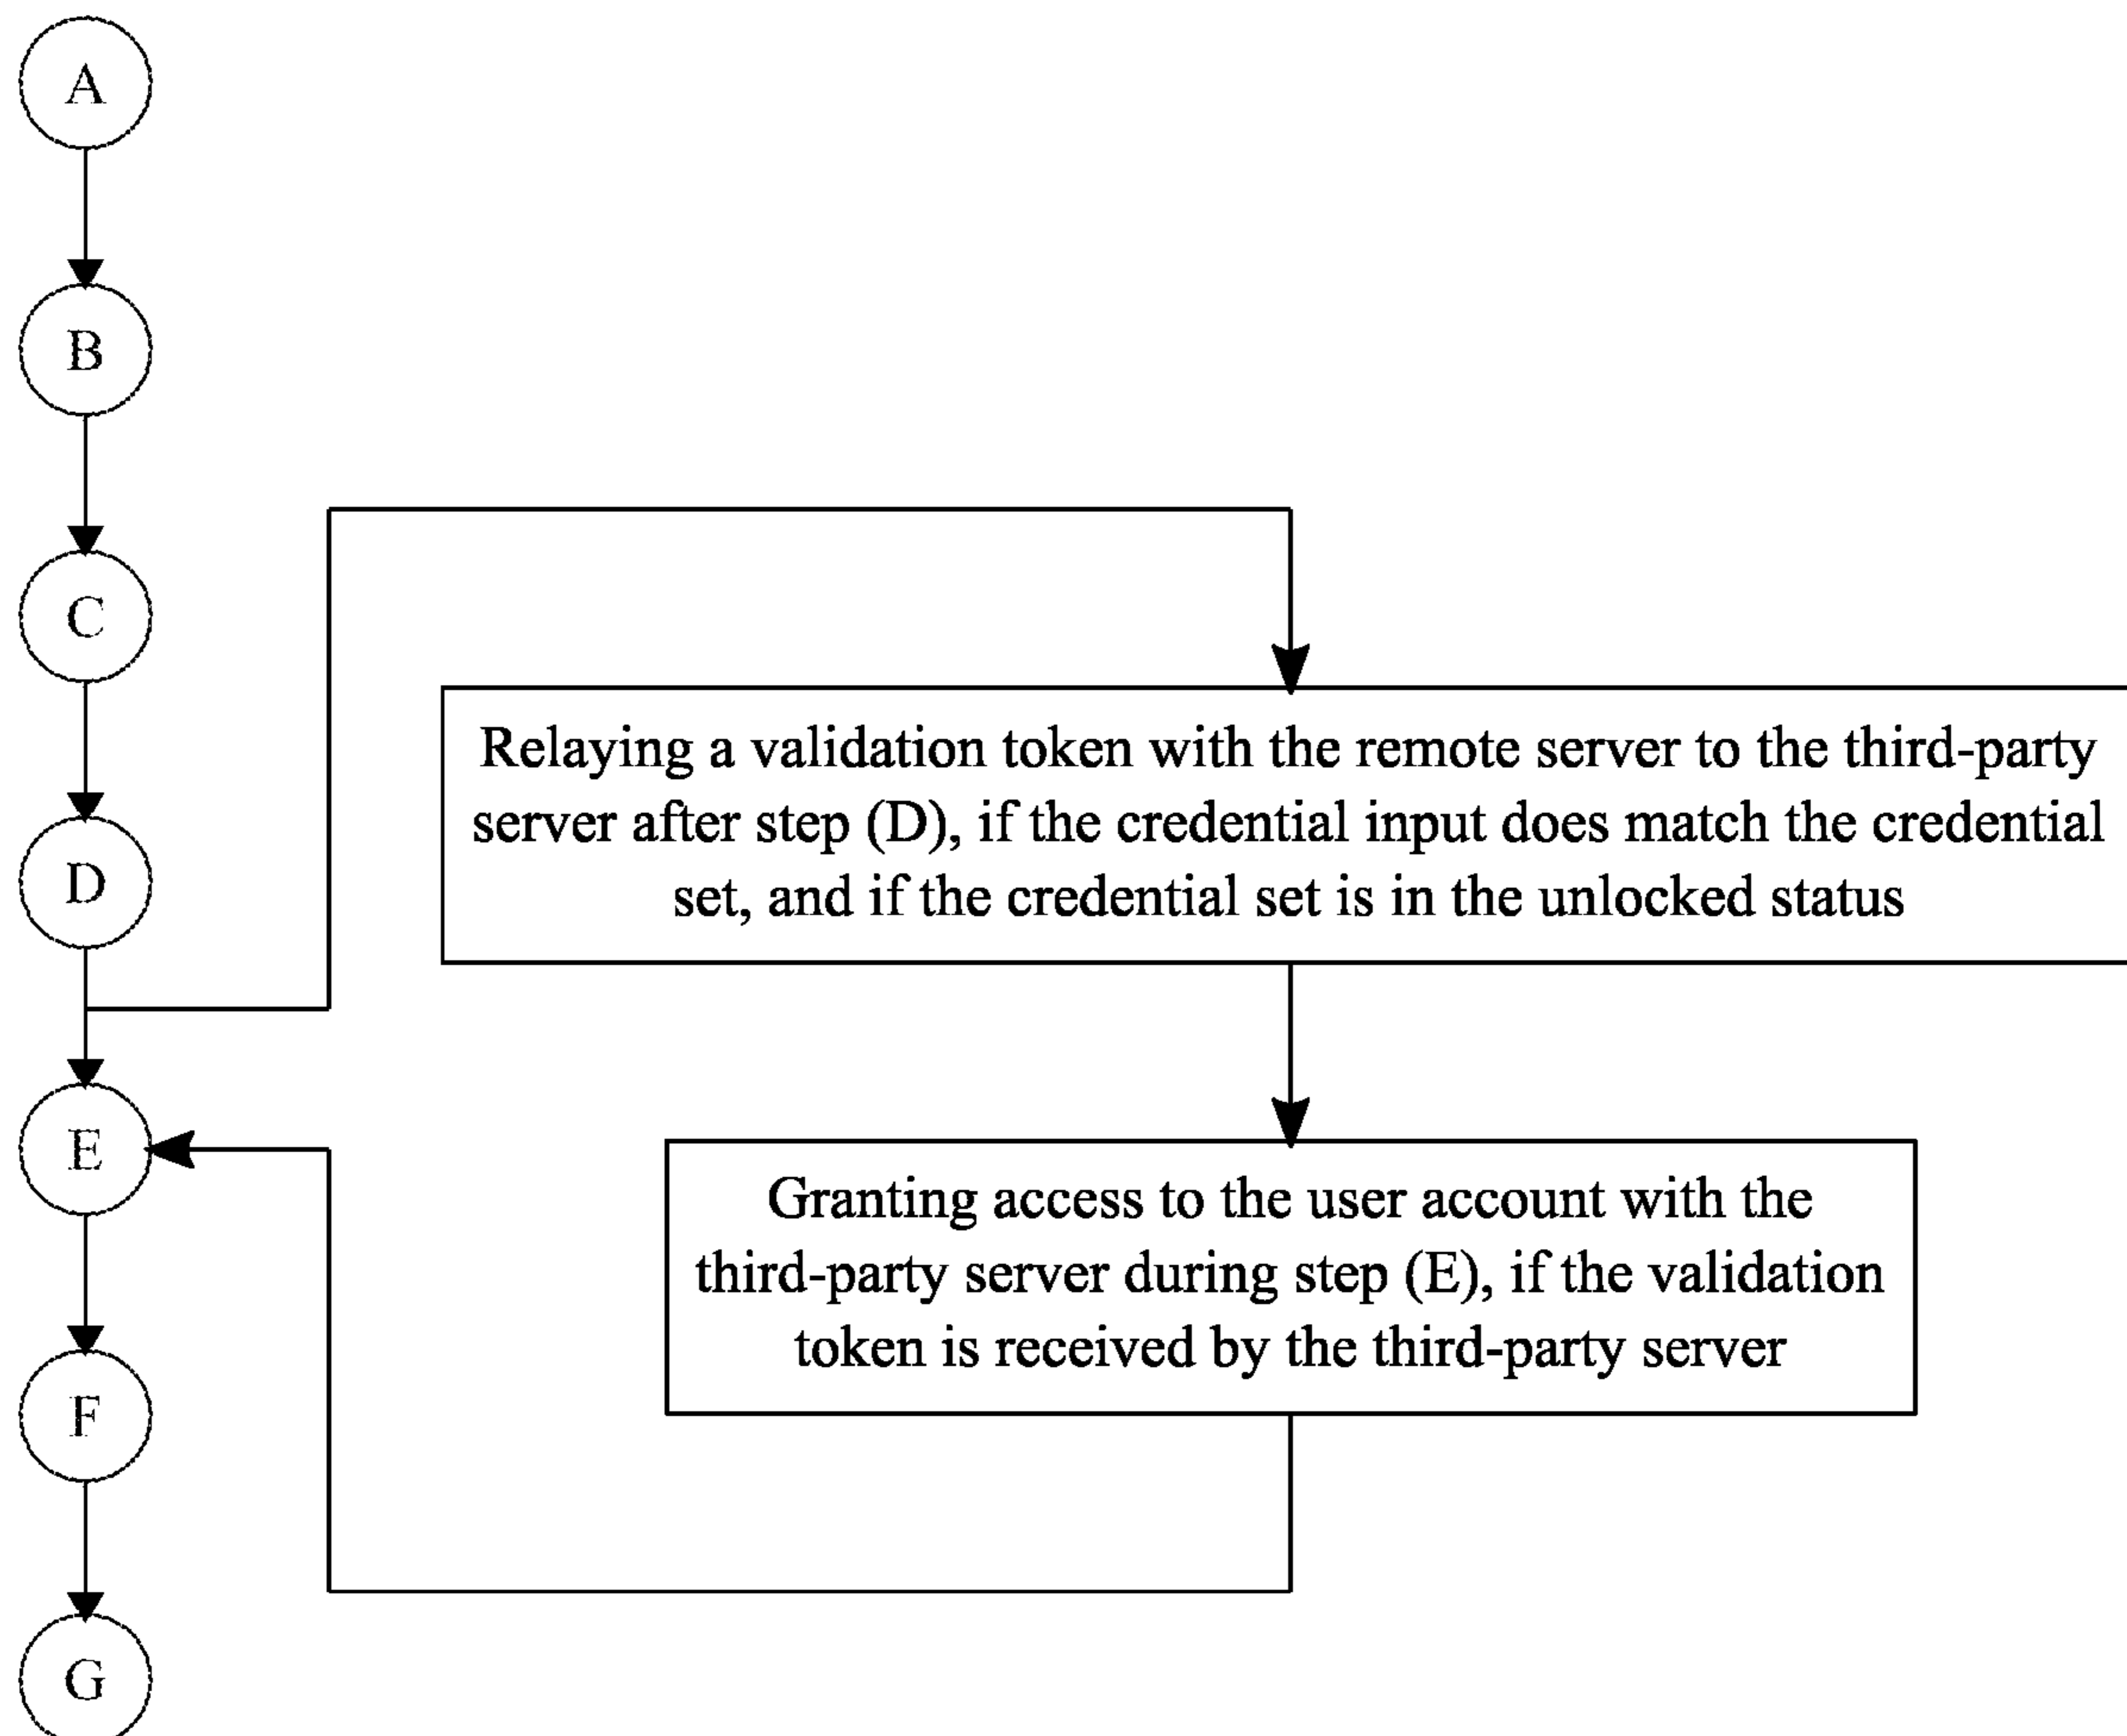 A
B
C
D
E
F
G
Relaying a validation token with the remote server to the third-party
server after step (D), if the credential input does match the credential
set, and if the credential set is in the unlocked status
Granting access to the user account with the
third-party server during step (E), if the validation
token is received by the third-party server